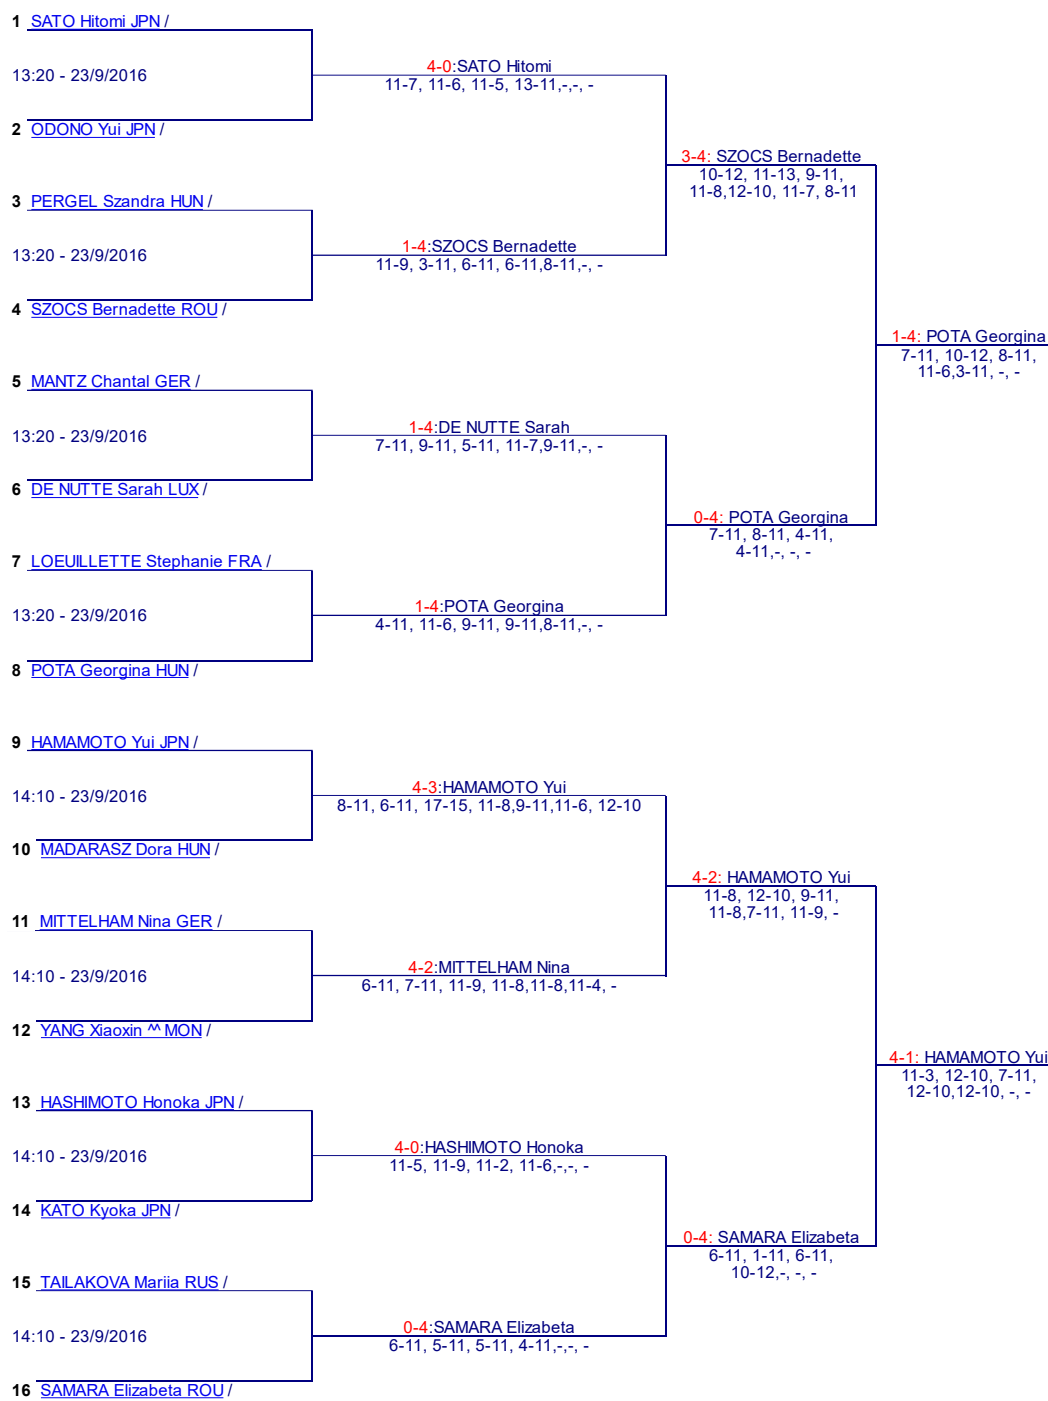 1 SATO Hitomi JPN /
13:20 - 23/9/2016
4-0:SATO Hitomi
11-7, 11-6, 11-5, 13-11,-,-, -
2 ODONO Yui JPN /
3-4: SZOCS Bernadette
10-12, 11-13, 9-11,
11-8,12-10, 11-7, 8-11
3 PERGEL Szandra HUN /
13:20 - 23/9/2016
1-4:SZOCS Bernadette
11-9, 3-11, 6-11, 6-11,8-11,-, -
4 SZOCS Bernadette ROU /
1-4: POTA Georgina
7-11, 10-12, 8-11,
11-6,3-11, -, -
5 MANTZ Chantal GER /
13:20 - 23/9/2016
1-4:DE NUTTE Sarah
7-11, 9-11, 5-11, 11-7,9-11,-, -
6 DE NUTTE Sarah LUX /
0-4: POTA Georgina
7-11, 8-11, 4-11,
4-11,-, -, -
7 LOEUILLETTE Stephanie FRA /
13:20 - 23/9/2016
1-4:POTA Georgina
4-11, 11-6, 9-11, 9-11,8-11,-, -
8 POTA Georgina HUN /
9 HAMAMOTO Yui JPN /
14:10 - 23/9/2016
4-3:HAMAMOTO Yui
8-11, 6-11, 17-15, 11-8,9-11,11-6, 12-10
10 MADARASZ Dora HUN /
4-2: HAMAMOTO Yui
11-8, 12-10, 9-11,
11-8,7-11, 11-9, -
11 MITTELHAM Nina GER /
14:10 - 23/9/2016
4-2:MITTELHAM Nina
6-11, 7-11, 11-9, 11-8,11-8,11-4, -
12 YANG Xiaoxin ^^ MON /
4-1: HAMAMOTO Yui
11-3, 12-10, 7-11,
12-10,12-10, -, -
13 HASHIMOTO Honoka JPN /
14:10 - 23/9/2016
4-0:HASHIMOTO Honoka
11-5, 11-9, 11-2, 11-6,-,-, -
14 KATO Kyoka JPN /
0-4: SAMARA Elizabeta
6-11, 1-11, 6-11,
10-12,-, -, -
15 TAILAKOVA Mariia RUS /
14:10 - 23/9/2016
0-4:SAMARA Elizabeta
6-11, 5-11, 5-11, 4-11,-,-, -
16 SAMARA Elizabeta ROU /